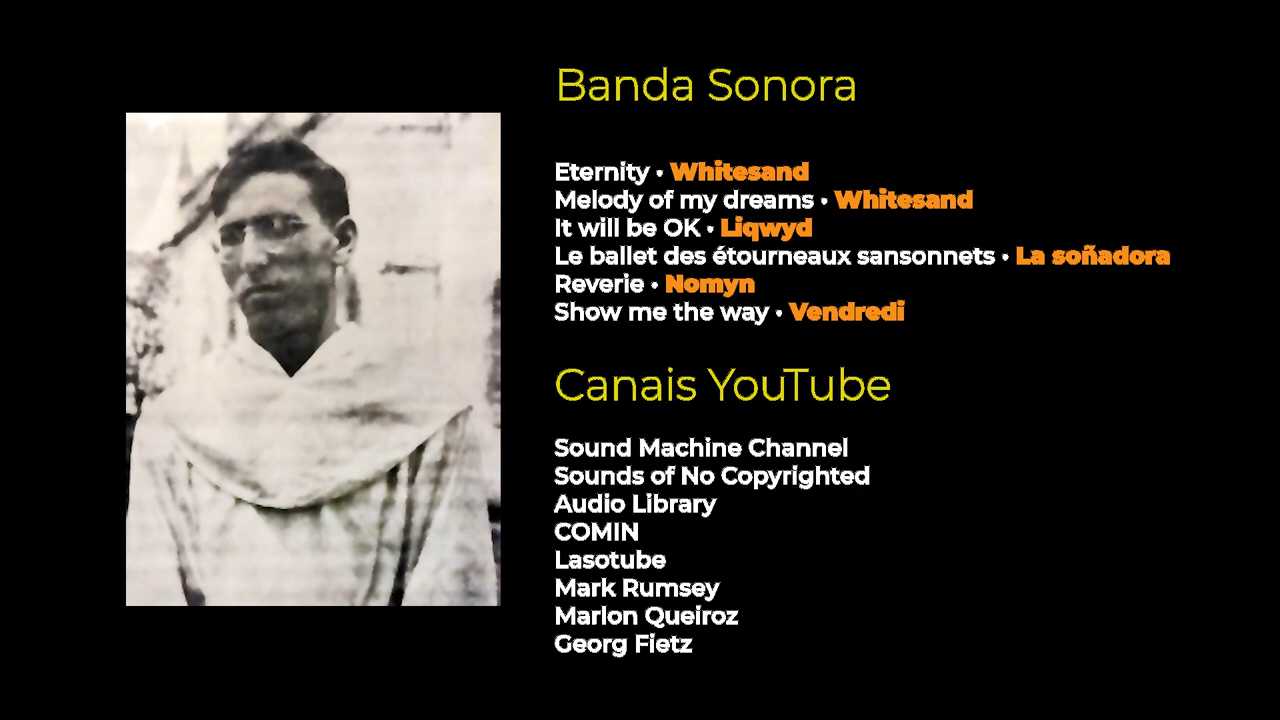 Banda Sonora
Eternity • Whitesand
Melody of my dreams • Whitesand
It will be OK • Liqwyd
Le ballet des étourneaux sansonnets • La soñadora
Reverie • Nomyn
Show me the way • Vendredi
Canais YouTube
Sound Machine Channel
Sounds of No Copyrighted
Audio Library
COMIN
Lasotube
Mark Rumsey
Marlon Queiroz
Georg Fietz